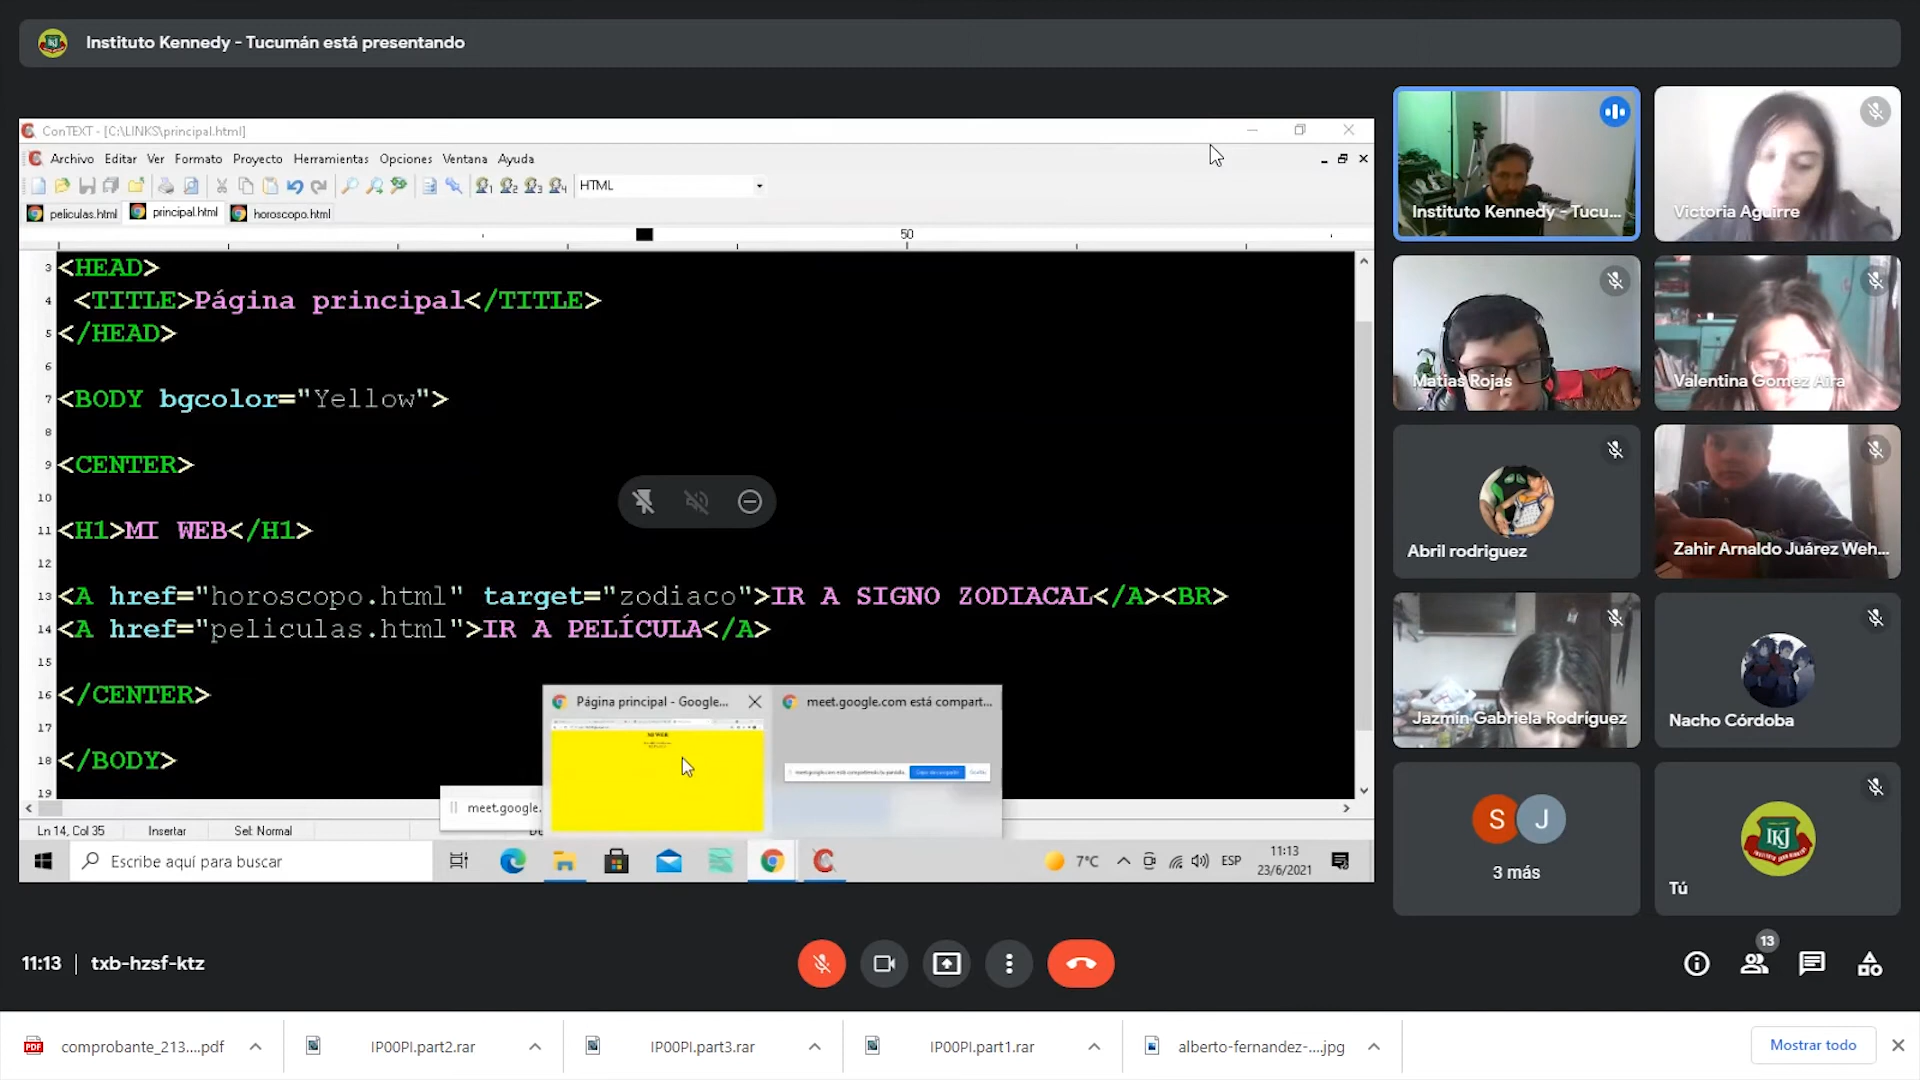 Instituto Kennedy - Tucumán está presentando
ConTEXT - [C:\LINKS\principal.html]
Archivo Editar Ver Formato Proyecto Herramientas Opciones Ventana Ayuda
HTML
peliculas.html principal.html horoscopo.html
50
3 <HEAD>
4 <TITLE>Página principal</TITLE>
5 </HEAD>
6
7 <BODY bgcolor="Yellow">
8
9 <CENTER>
10
11 <H1>MI WEB</H1>
12
13 <A href="horoscopo.html" target="zodiaco">IR A SIGNO ZODIACAL</A><BR>
14 <A href="peliculas.html">IR A PELÍCULA</A>
15
16 </CENTER>
17
18 </BODY>
19
Página principal - Google...
meet.google.com está compart...
MI WEB
meet.google.
Ln 14, Col 35 Insertar Sel: Normal
Escribe aquí para buscar
7°C
ESP
11:13
23/6/2021
Instituto Kennedy - Tucu...
Victoria Aguirre
Matias Rojas
Valentina Gomez Aira
Abril rodriguez
Zahir Arnaldo Juárez Weh...
Jazmín Gabriela Rodríguez
Nacho Córdoba
S J
3 más
IKJ
Tú
11:13 | txb-hzsf-ktz
13
comprobante_213....pdf
IP00PI.part2.rar
IP00PI.part3.rar
IP00PI.part1.rar
alberto-fernandez-....jpg
Mostrar todo